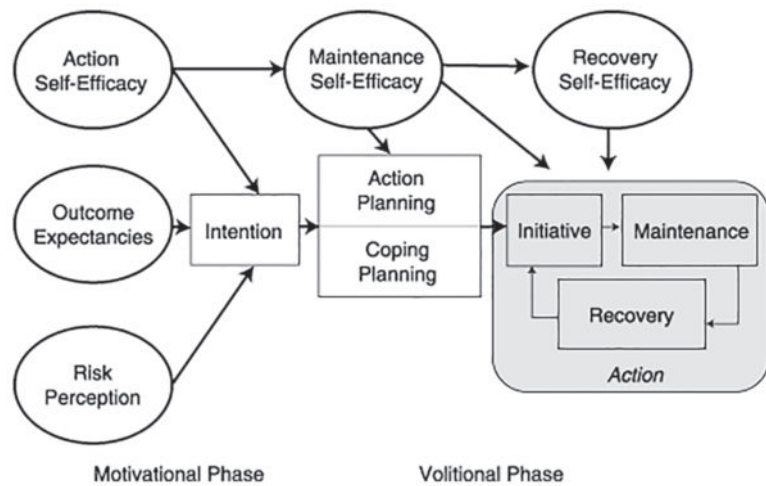 Action
Self-Efficacy
Maintenance
Self-Efficacy
Recovery
Self-Efficacy
Outcome
Expectancies
Intention
Action
Planning
Coping
Planning
Initiative
Maintenance
Recovery
Action
Risk
Perception
Motivational Phase
Volitional Phase